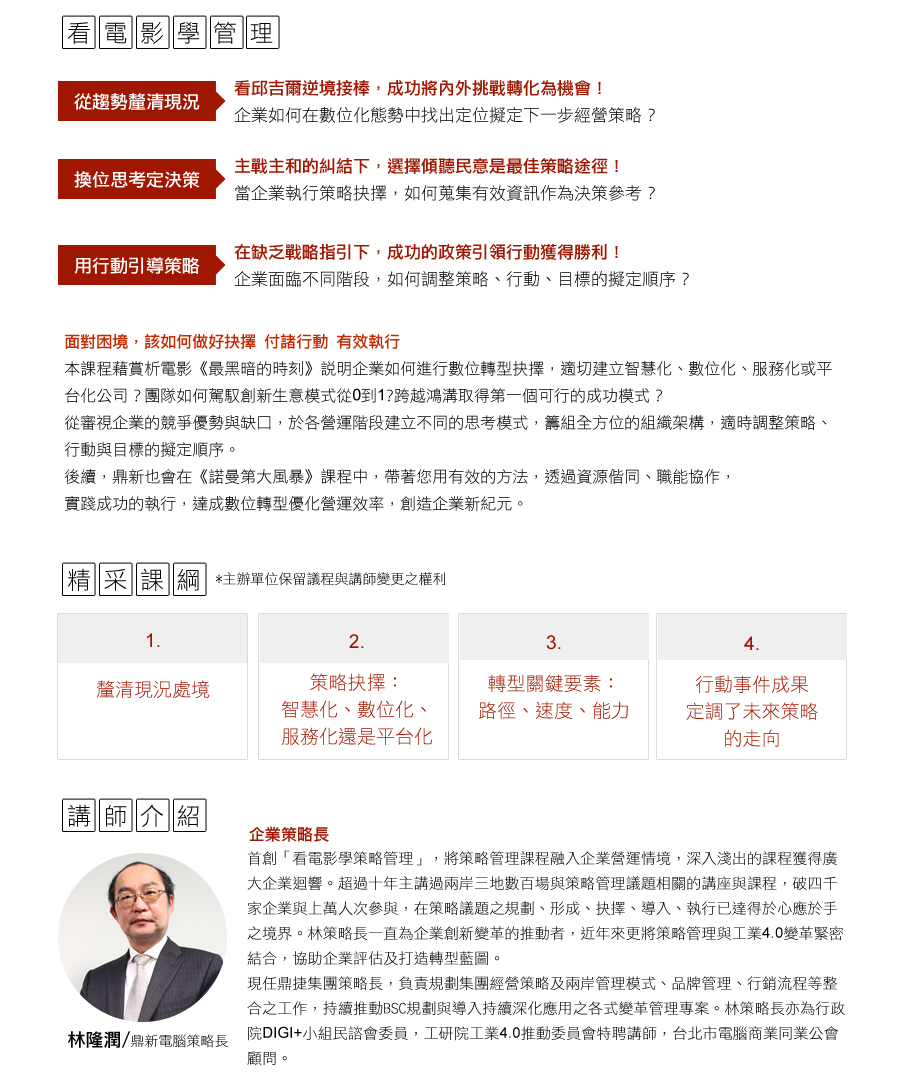 看電影學管理
從趨勢釐清現況
看邱吉爾逆境接棒，成功將內外挑戰轉化為機會！
企業如何在數位化態勢中找出定位擬定下一步經營策略？
換位思考定決策
主戰主和的糾結下，選擇傾聽民意是最佳策略途徑！
當企業執行策略抉擇，如何蒐集有效資訊作為決策參考？
用行動引導策略
在缺乏戰略指引下，成功的政策引領行動獲得勝利！
企業面臨不同階段，如何調整策略、行動、目標的擬定順序？
面對困境，該如何做好抉擇 付諸行動 有效執行
本課程藉賞析電影《最黑暗的時刻》說明企業如何進行數位轉型抉擇，適切建立智慧化、數位化、服務化或平
台化公司？團隊如何駕馭創新生意模式從0到1?跨越鴻溝取得第一個可行的成功模式？
從審視企業的競爭優勢與缺口，於各營運階段建立不同的思考模式，籌組全方位的組織架構，適時調整策略、
行動與目標的擬定順序。
後續，鼎新也會在《諾曼第大風暴》課程中，帶著您用有效的方法，透過資源偕同、職能協作，
實踐成功的執行，達成數位轉型優化營運效率，創造企業新紀元。
精采課綱 *主辦單位保留議程與講師變更之權利
1.
釐清現況處境
2.
策略抉擇：
智慧化、數位化、
服務化還是平台化
3.
轉型關鍵要素：
路徑、速度、能力
4.
行動事件成果
定調了未來策略
的走向
講師介紹
林隆潤/鼎新電腦策略長
企業策略長
首創「看電影學策略管理」，將策略管理課程融入企業營運情境，深入淺出的課程獲得廣
大企業迴響。超過十年主講過兩岸三地數百場與策略管理議題相關的講座與課程，破四千
家企業與上萬人次參與，在策略議題之規劃、形成、抉擇、導入、執行已達得於心應於手
之境界。林策略長一直為企業創新變革的推動者，近年來更將策略管理與工業4.0變革緊密
結合，協助企業評估及打造轉型藍圖。
現任鼎捷集團策略長，負責規劃集團經營策略及兩岸管理模式、品牌管理、行銷流程等整
合之工作，持續推動BSC規劃與導入持續深化應用之各式變革管理專案。林策略長亦為行政
院DIGI+小組民諮會委員，工研院工業4.0推動委員會特聘講師，台北市電腦商業同業公會
顧問。